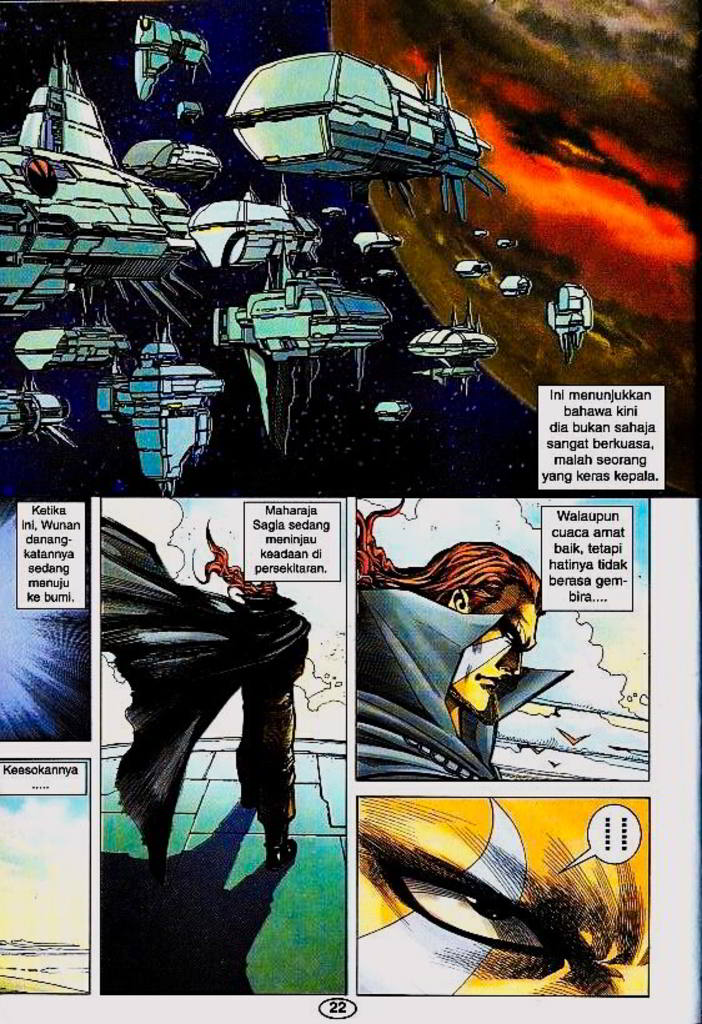 Ini menunjukkan
bahawa kini
dia bukan sahaja
sangat berkuasa,
malah seorang
yang keras kepala.
Ketika
ini, Wunan
dan ang-
katannya
sedang
menuju
ke bumi.
Keesokannya
.....
Maharaja
Sagia sedang
meninjau
keadaan di
persekitaran.
Walaupun
cuaca amat
baik, tetapi
hatinya tidak
berasa gem-
bira....
!!
22